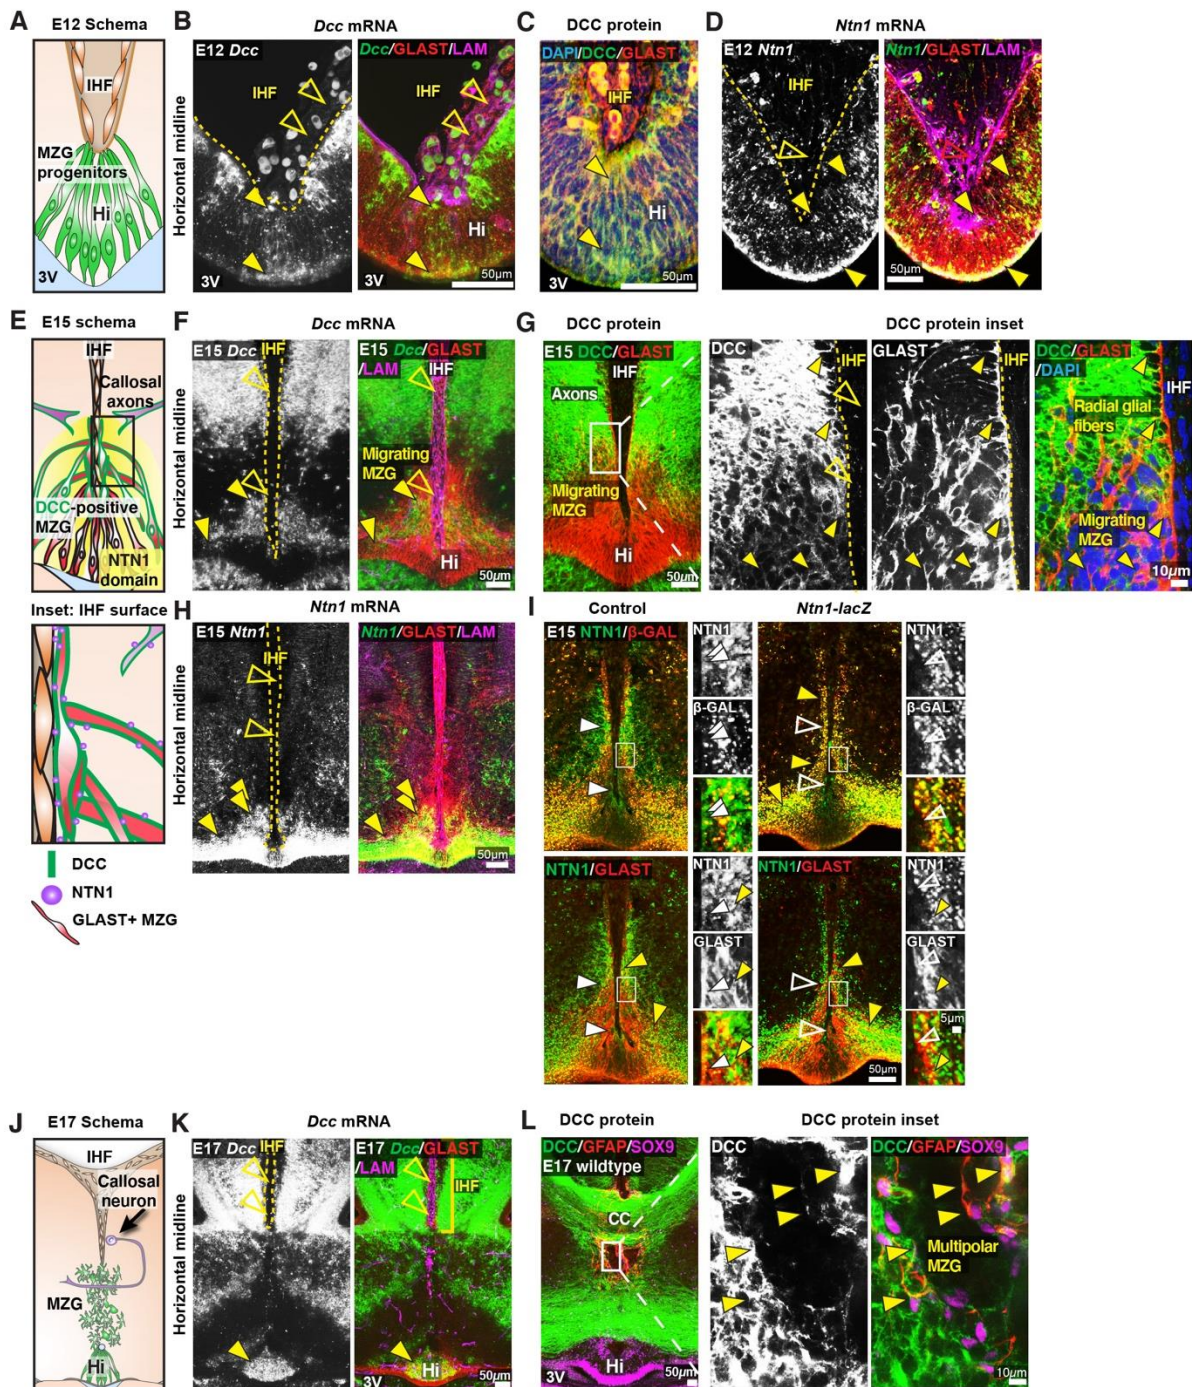 A E12 Schema
IHF
MZG
progenitors
Hi
3V
B Dcc mRNA
Horizontal midline
E12 Dcc
IHF
3V
Dcc/GLAST/LAM
IHF
Hi
50µm
C DCC protein
DAPI/DCC/GLAST
IHF
Hi
3V
D Ntn1 mRNA
E12 Ntn1
IHF
Ntn1/GLAST/LAM
50µm
E E15 schema
IHF
Callosal
axons
DCC-positive
MZG
NTN1
domain
Inset: IHF surface
DCC
NTN1
GLAST+ MZG
F Dcc mRNA
Horizontal midline
E15 Dcc
IHF
E15 Dcc/GLAST
/LAM
IHF
Migrating
MZG
Hi
50µm
G DCC protein
E15 DCC/GLAST
IHF
Axons
Migrating
MZG
Hi
50µm
DCC protein inset
DCC
IHF
GLAST
IHF
DCC/GLAST
/DAPI
IHF
Radial glial
fibers
Migrating
MZG
10µm
H Ntn1 mRNA
Horizontal midline
E15 Ntn1
IHF
Ntn1/GLAST/LAM
50µm
I
Control
Ntn1-lacZ
E15 NTN1/β-GAL
NTN1
β-GAL
NTN1
β-GAL
NTN1/GLAST
NTN1
GLAST
NTN1/GLAST
NTN1
GLAST
5µm
50µm
J E17 Schema
IHF
Callosal
neuron
MZG
Hi
K Dcc mRNA
Horizontal midline
E17 Dcc
IHF
E17 Dcc/GLAST
/LAM
IHF
Hi
3V
50µm
L DCC protein
DCC/GFAP/SOX9
E17 wildtype
CC
Hi
50µm
DCC protein inset
DCC
DCC/GFAP/SOX9
Multipolar
MZG
10µm